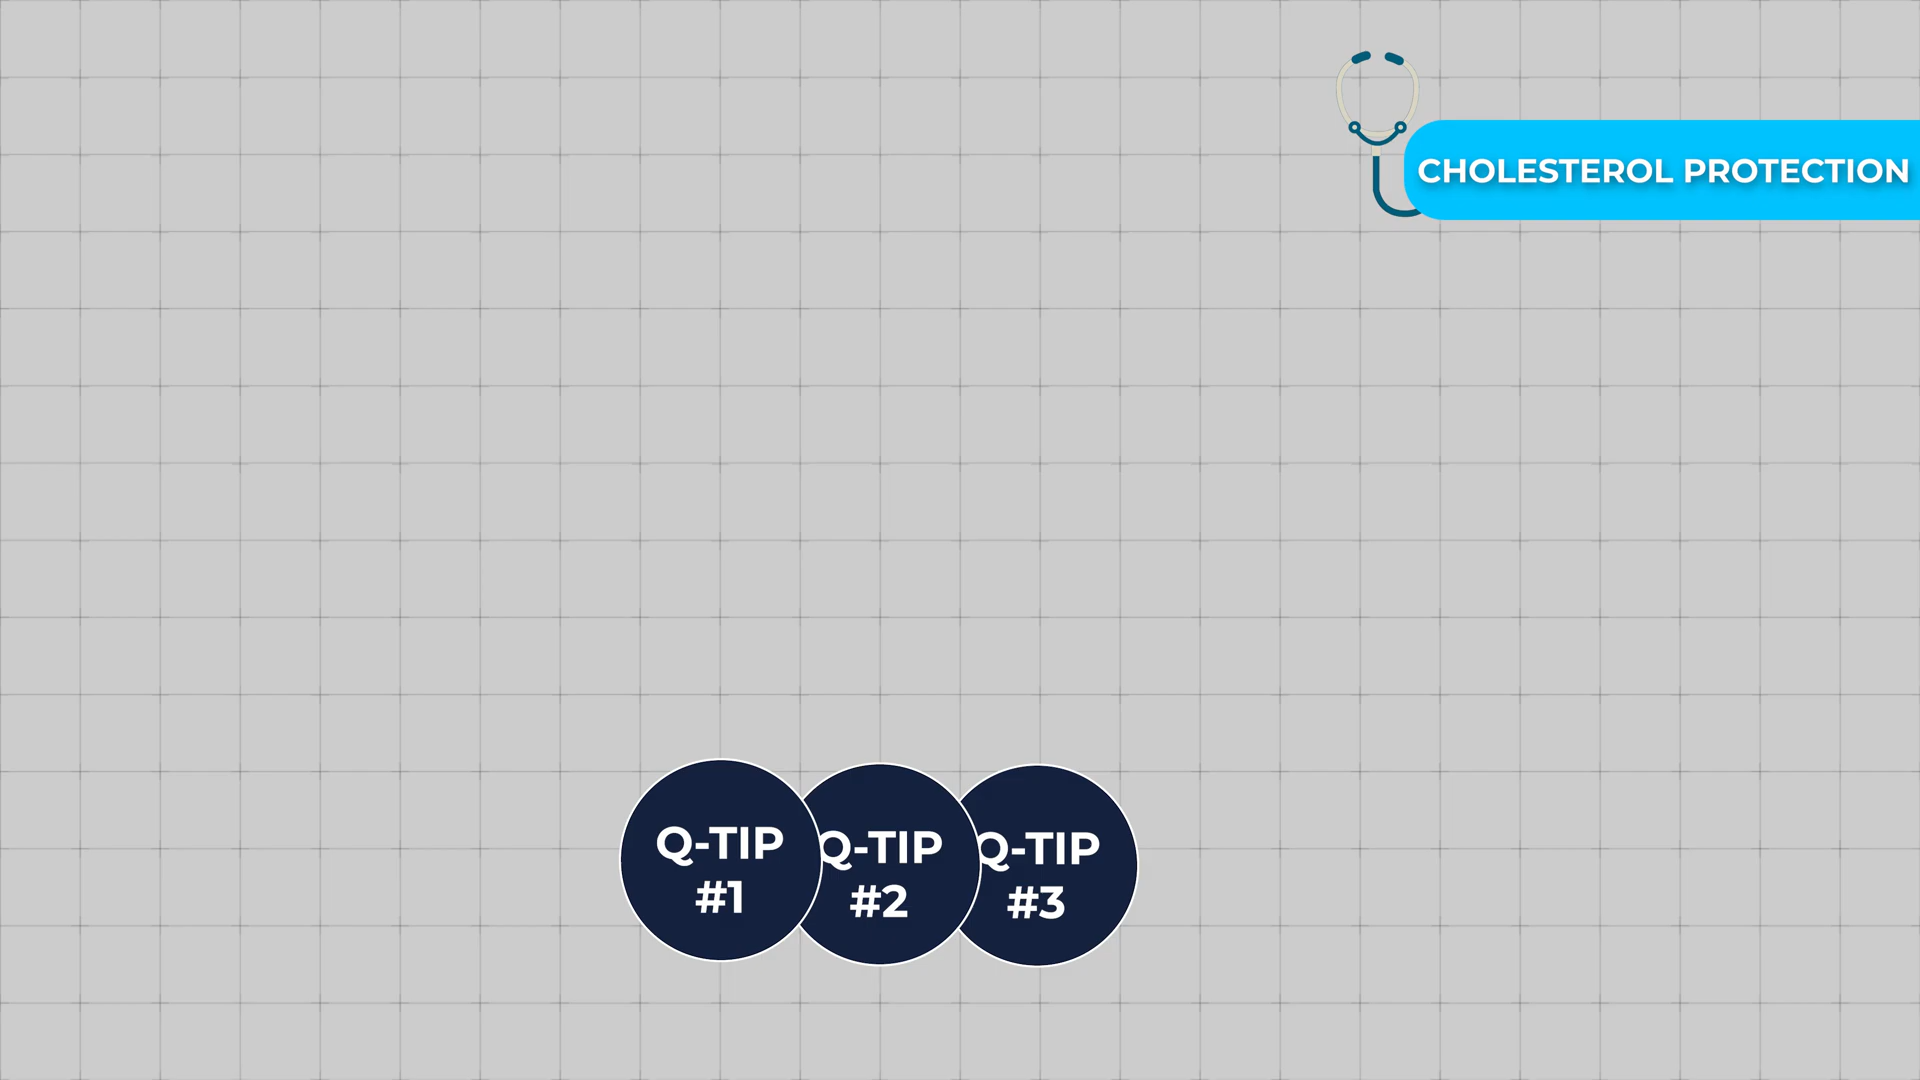 CHOLESTEROL PROTECTION
Q-TIP
#1
Q-TIP
#2
Q-TIP
#3